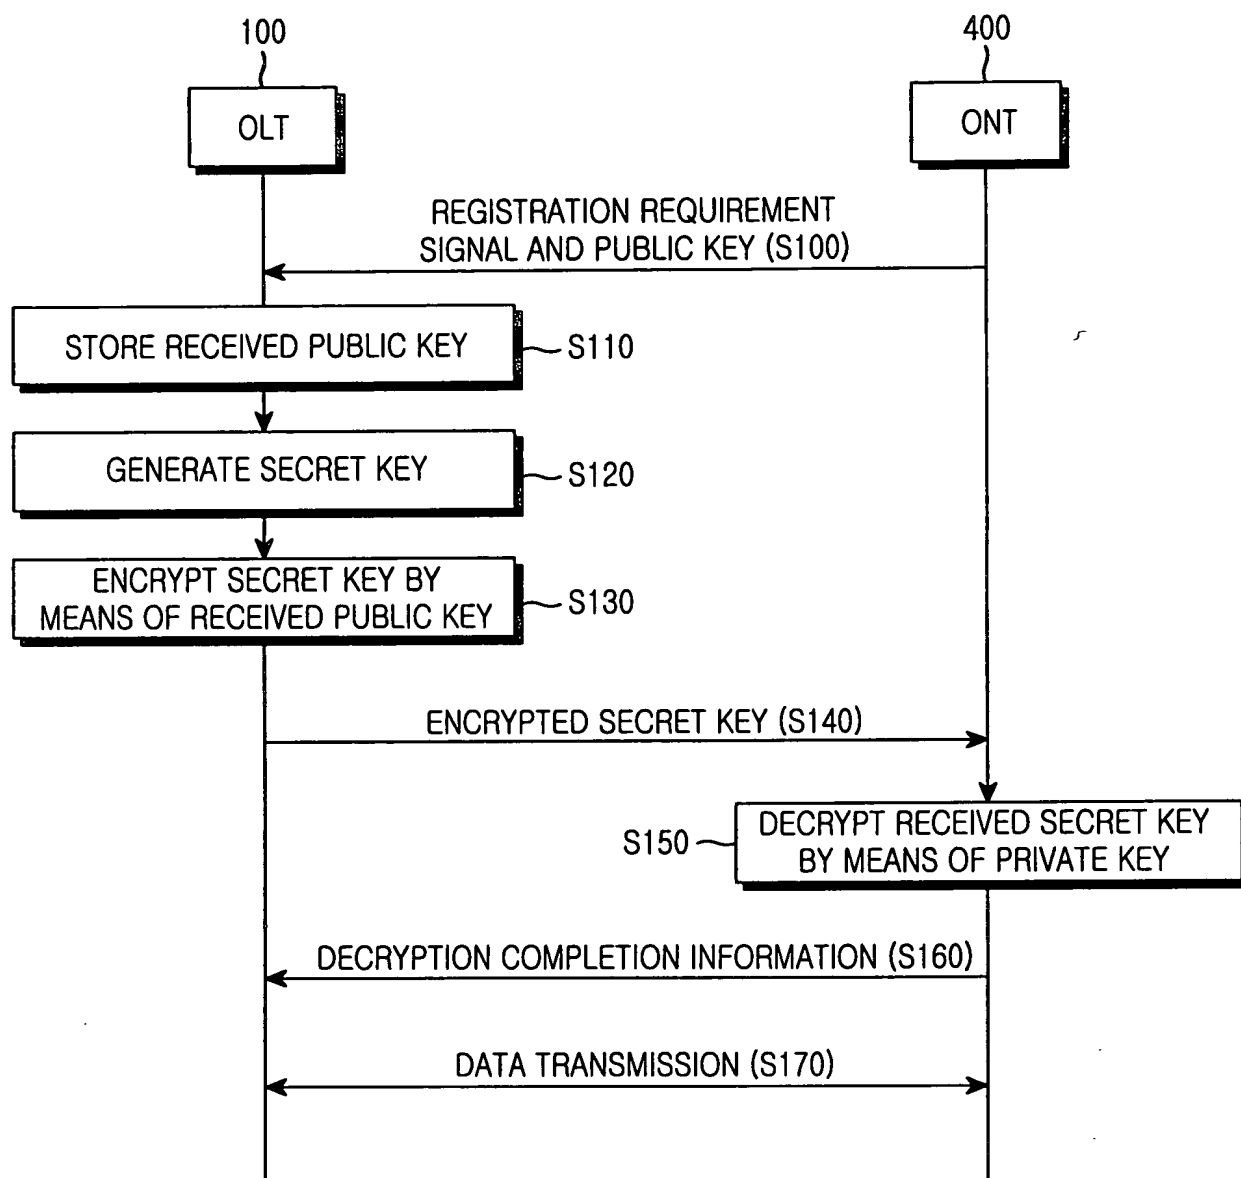 100
400
OLT
ONT
REGISTRATION REQUIREMENT
SIGNAL AND PUBLIC KEY (S100)
STORE RECEIVED PUBLIC KEY
S110
GENERATE SECRET KEY
S120
ENCRYPT SECRET KEY BY
MEANS OF RECEIVED PUBLIC KEY
S130
ENCRYPTED SECRET KEY (S140)
S150
DECRYPT RECEIVED SECRET KEY
BY MEANS OF PRIVATE KEY
DECRYPTION COMPLETION INFORMATION (S160)
DATA TRANSMISSION (S170)